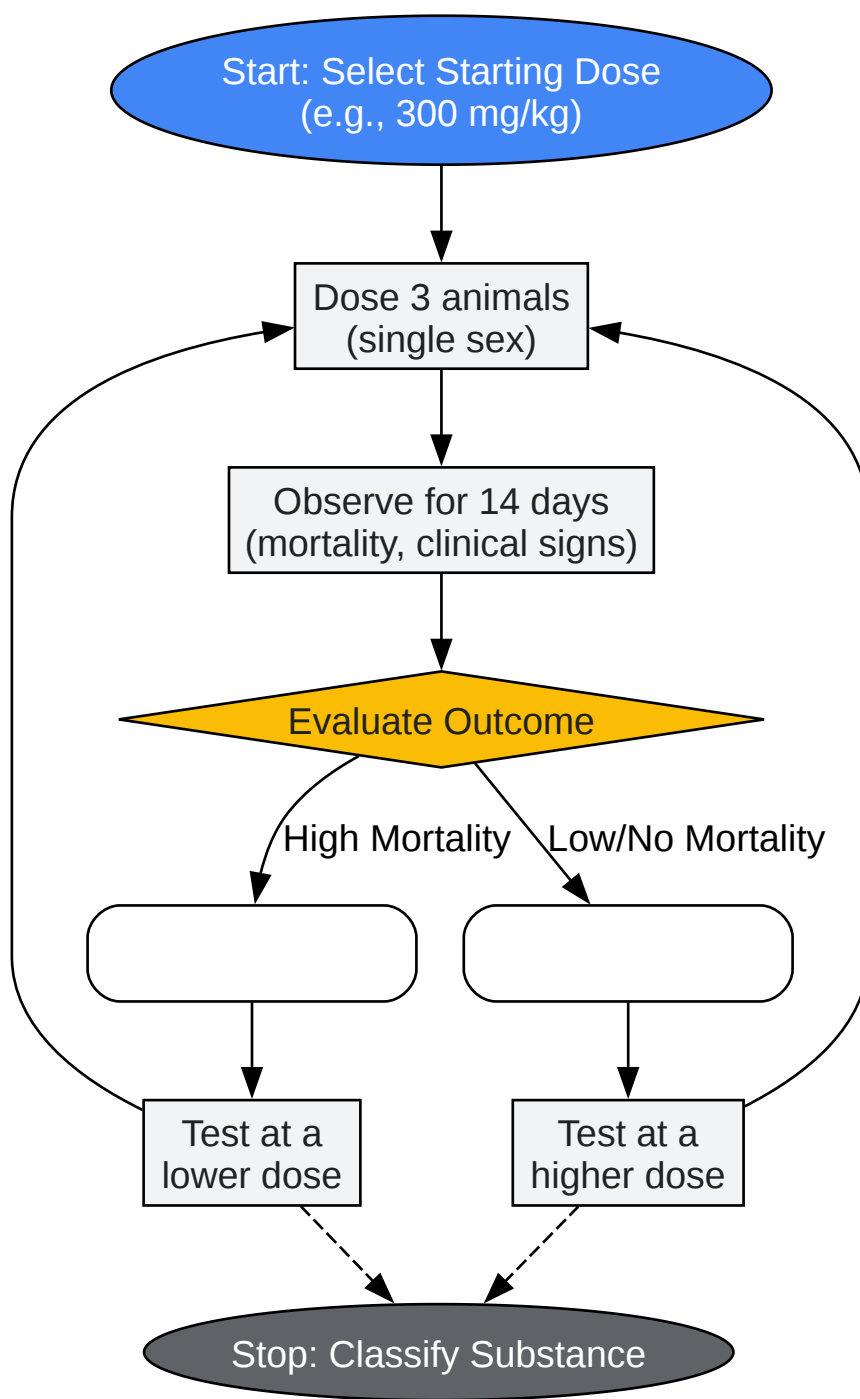 Start: Select Starting Dose
(e.g., 300 mg/kg)
Dose 3 animals
(single sex)
Observe for 14 days
(mortality, clinical signs)
Evaluate Outcome
High Mortality
Low/No Mortality
Test at a
lower dose
Test at a
higher dose
Stop: Classify Substance